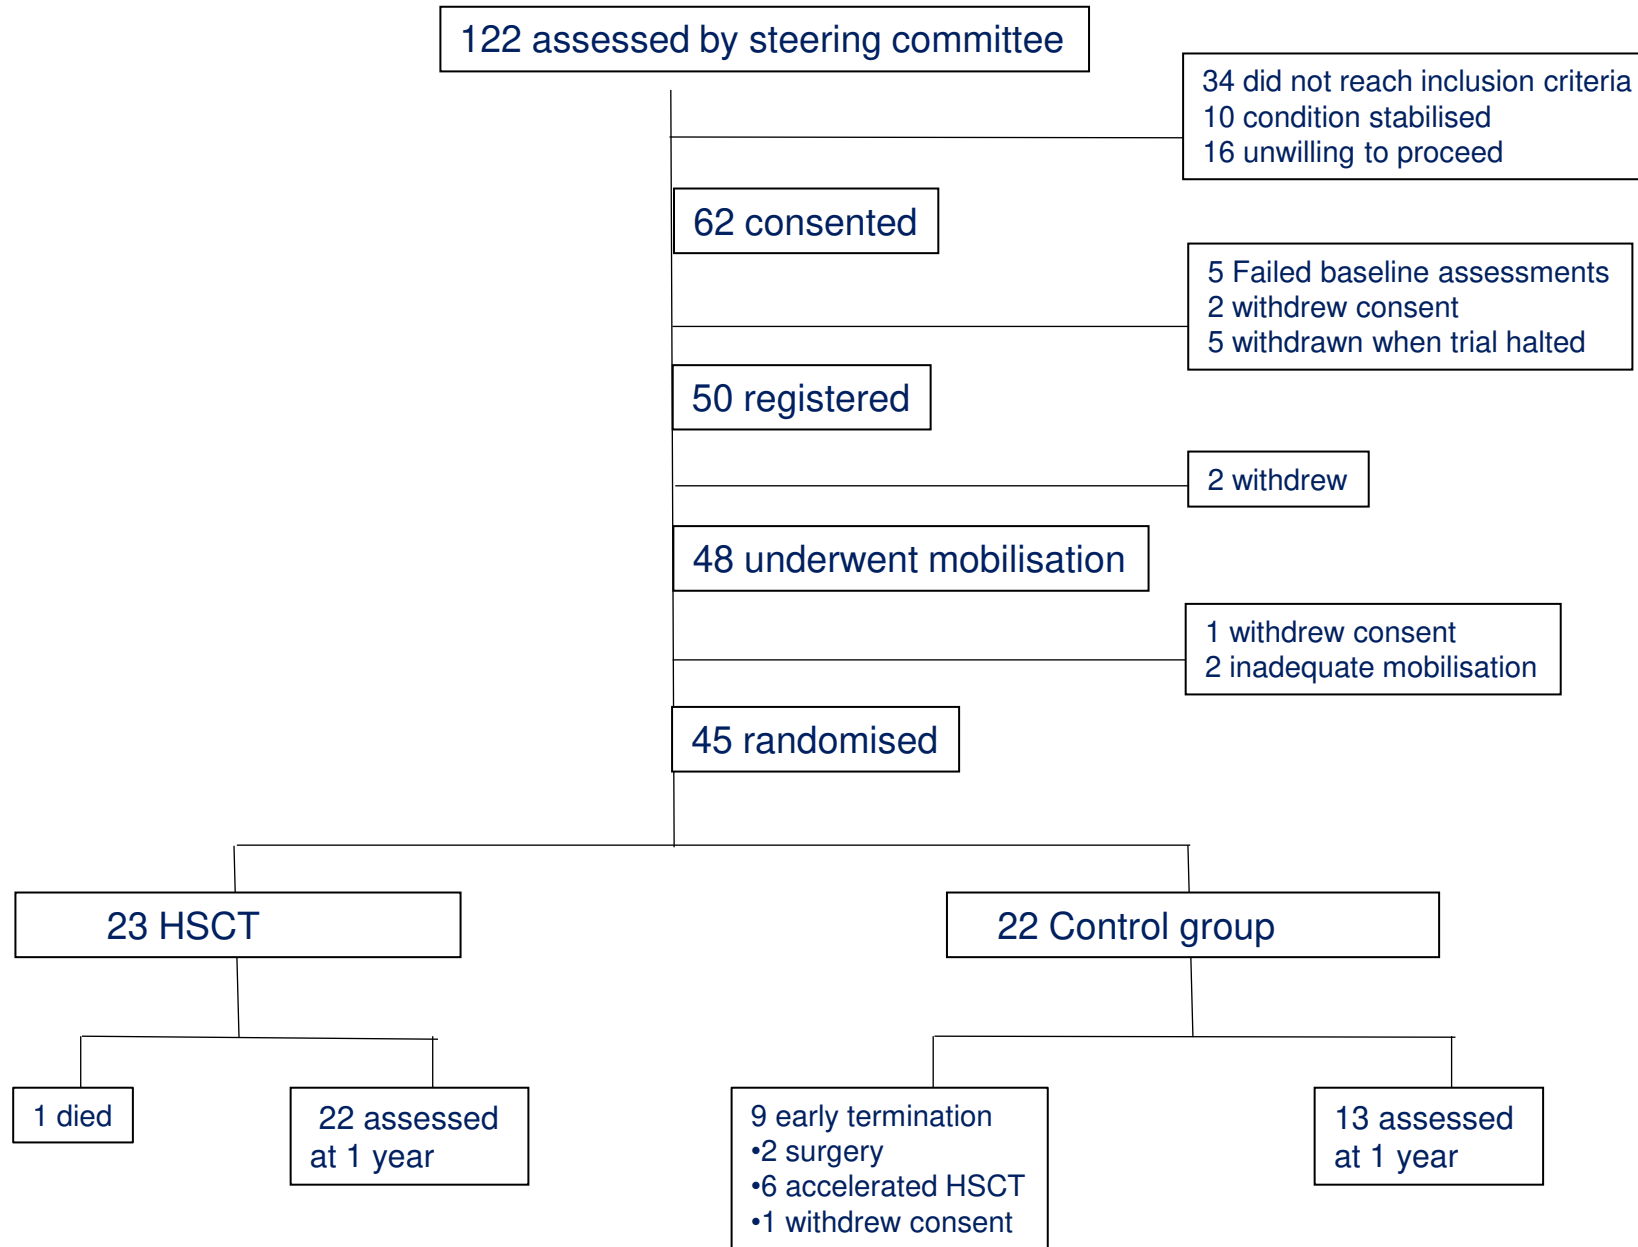 122 assessed by steering committee
34 did not reach inclusion criteria
10 condition stabilised
16 unwilling to proceed
62 consented
5 Failed baseline assessments
2 withdrew consent
5 withdrawn when trial halted
50 registered
2 withdrew
48 underwent mobilisation
1 withdrew consent
2 inadequate mobilisation
45 randomised
23 HSCT
22 Control group
1 died
22 assessed
at 1 year
9 early termination
•2 surgery
•6 accelerated HSCT
•1 withdrew consent
13 assessed
at 1 year